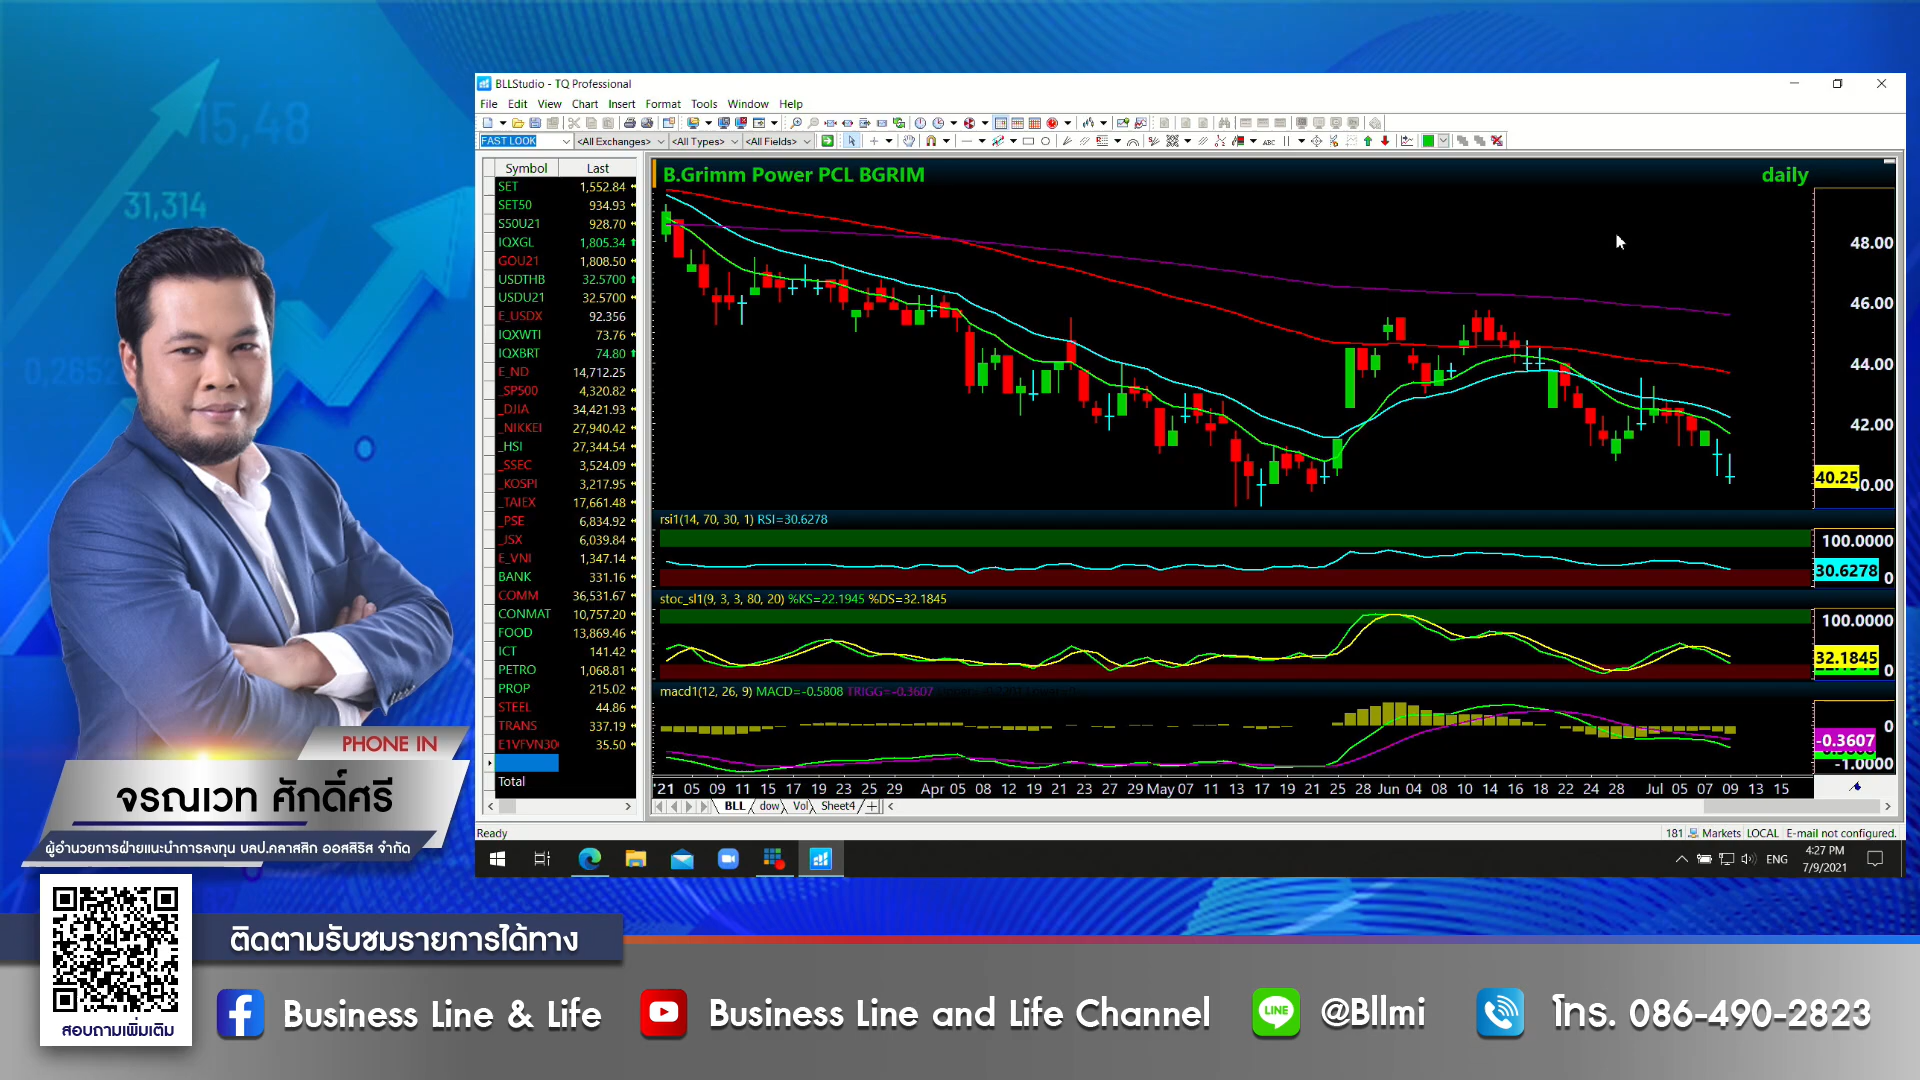 15,48
31,314
0,2652
BLLStudio - TQ Professional
File Edit View Chart Insert Format Tools Window Help
FAST LOOK <All Exchanges> <All Types> <All Fields>
Symbol Last
SET 1,552.84
SET50 934.93
S50U21 928.70
IQXGL 1,805.34
GOU21 1,808.50
USDTHB 32.5700
USDU21 32.5700
E_USDX 92.356
IQXWTI 73.76
IQXBRT 74.80
E_ND 14,712.25
_SP500 4,320.82
_DJIA 34,421.93
_NIKKEI 27,940.42
_HSI 27,344.54
_SSEC 3,524.09
_KOSPI 3,217.95
_TAIEX 17,661.48
_PSE 6,834.92
_JSX 6,039.84
E_VNI 1,347.14
BANK 331.16
COMM 36,531.67
CONMAT 10,757.20
FOOD 13,869.46
ICT 141.42
PETRO 1,068.81
PROP 215.02
STEEL 44.86
TRANS 337.19
E1VFVN30 35.50
Total
B.Grimm Power PCL BGRIM daily
48.00
46.00
44.00
42.00
40.25
rsi1(14, 70, 30, 1) RSI=30.6278
100.0000
30.6278 0
stoc_sl1(9, 3, 3, 80, 20) %KS=22.1945 %DS=32.1845
100.0000
32.1845
0
macd1(12, 26, 9) MACD=-0.5808 TRIGG=-0.3607
0
-0.3607
-1.0000
'21 05 09 11 15 17 19 23 25 29 Apr 05 08 12 19 21 23 27 29 May 07 11 13 17 19 21 25 28 Jun 04 08 10 14 16 18 22 24 28 Jul 05 07 09 13 15
BLL dow Vol Sheet4
Ready 181 Markets LOCAL E-mail not configured.
ENG 4:27 PM
7/9/2021
PHONE IN
จรณเวท ศักดิ์ศรี
ผู้อำนวยการฝ่ายแนะนำการลงทุน บลป.คลาสสิก ออสสิริส จำกัด
ติดตามรับชมรายการได้ทาง
สอบถามเพิ่มเติม
Business Line & Life Business Line and Life Channel LINE @Bllmi โทร. 086-490-2823